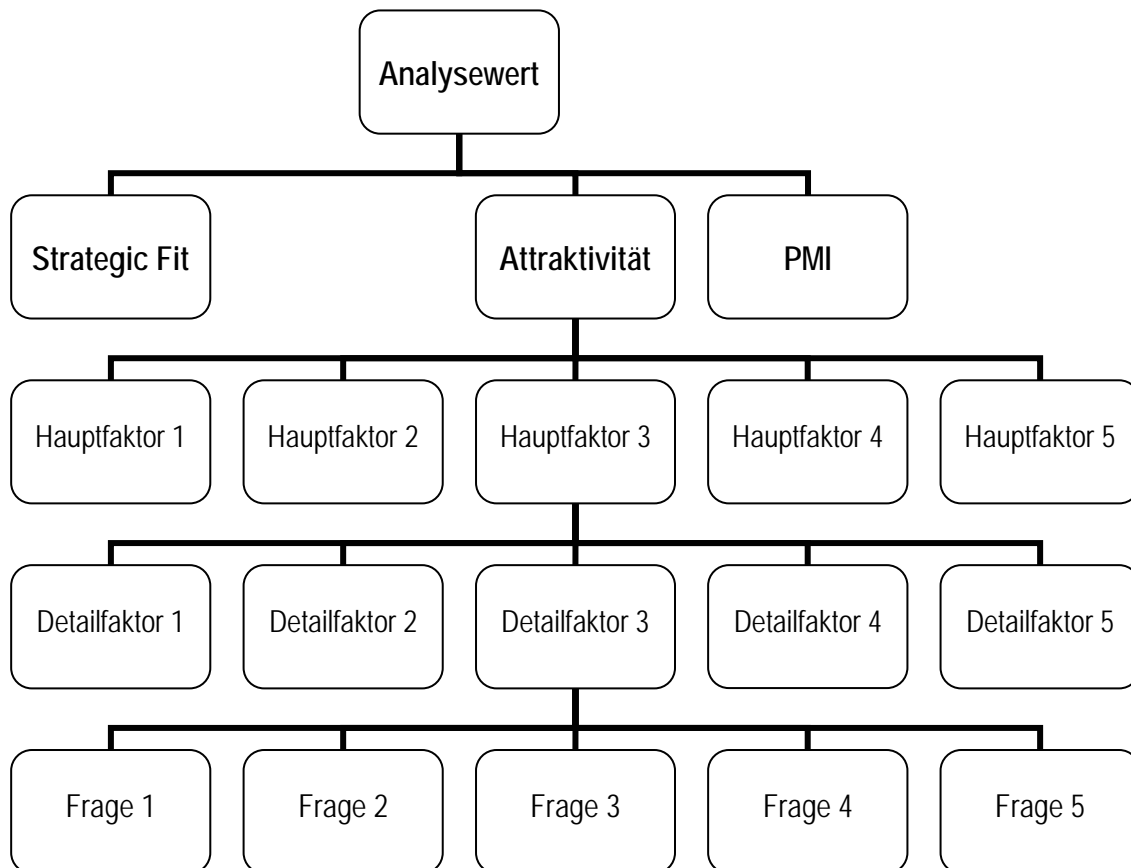 Analysewert
Strategic Fit
Attraktivität
PMI
Hauptfaktor 1
Hauptfaktor 2
Hauptfaktor 3
Hauptfaktor 4
Hauptfaktor 5
Detailfaktor 1
Detailfaktor 2
Detailfaktor 3
Detailfaktor 4
Detailfaktor 5
Frage 1
Frage 2
Frage 3
Frage 4
Frage 5